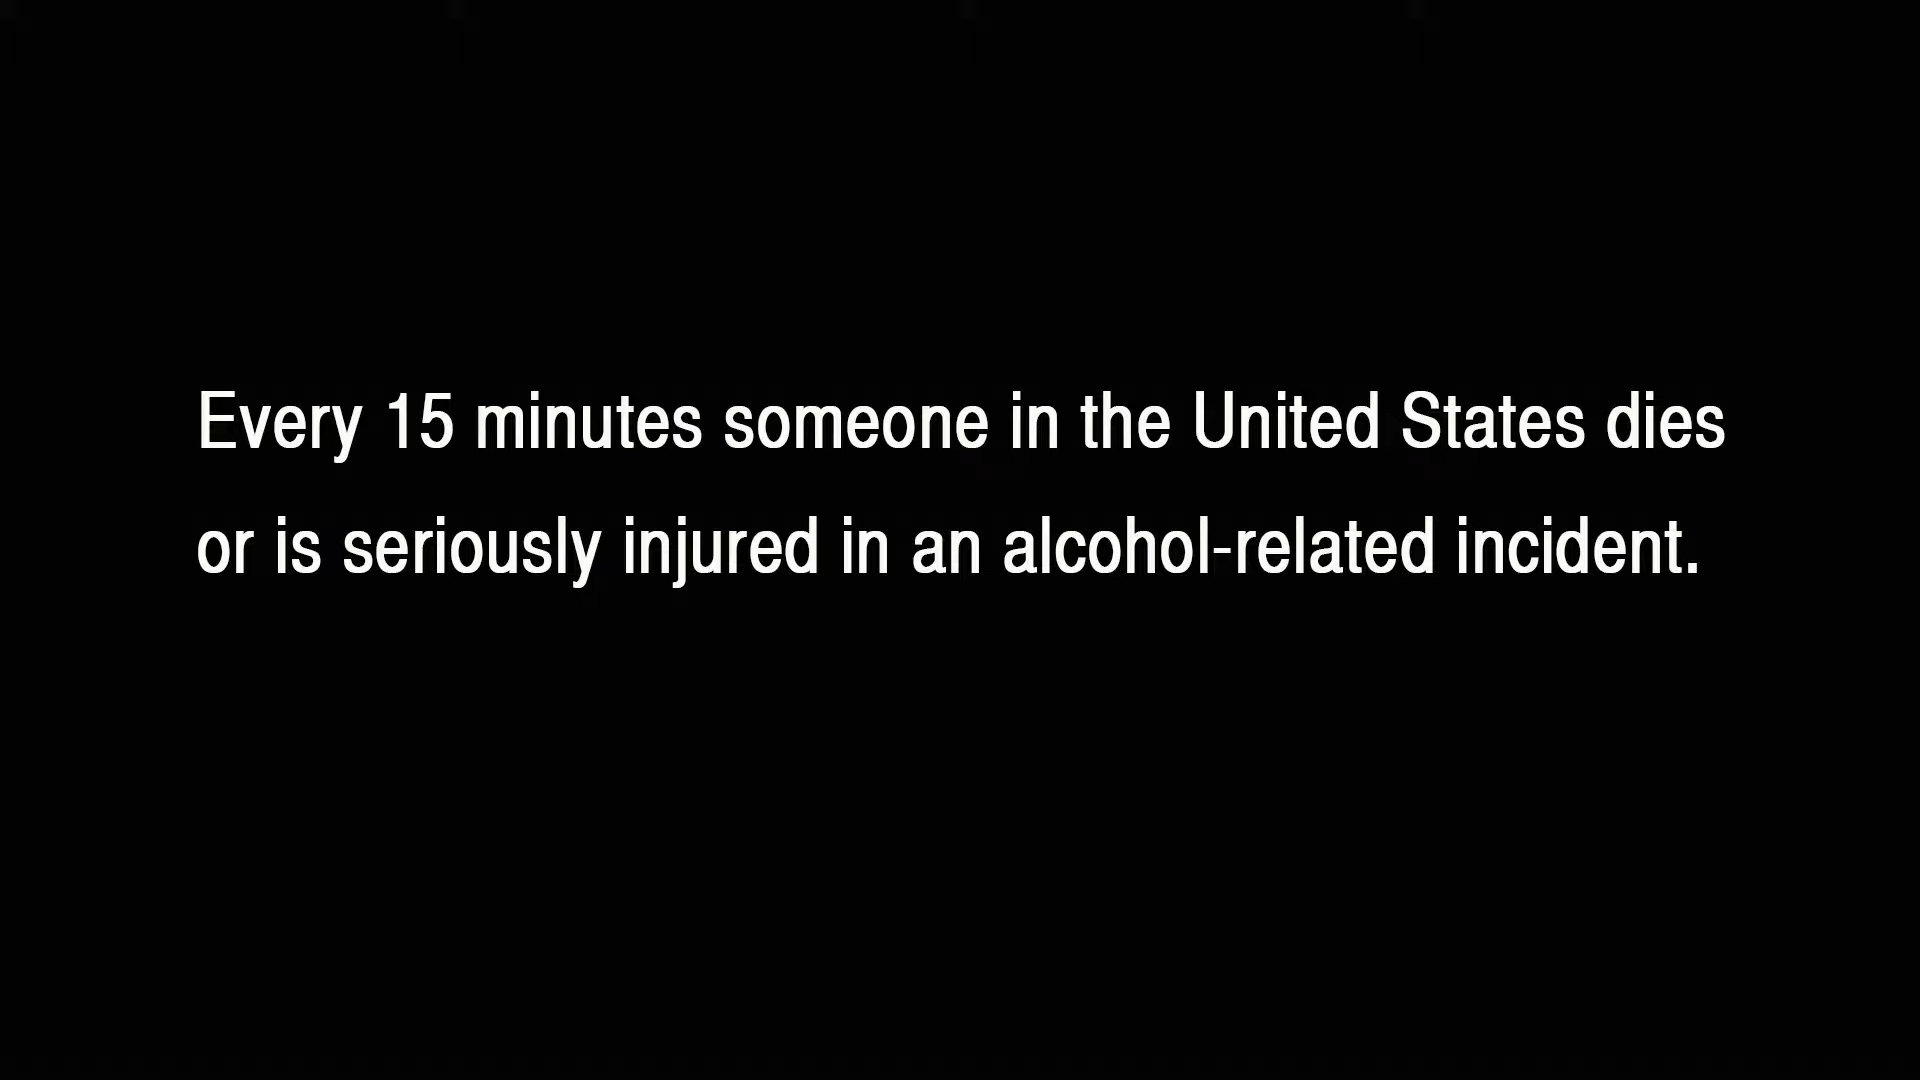 Every 15 minutes someone in the United States dies
or is seriously injured in an alcohol-related incident.